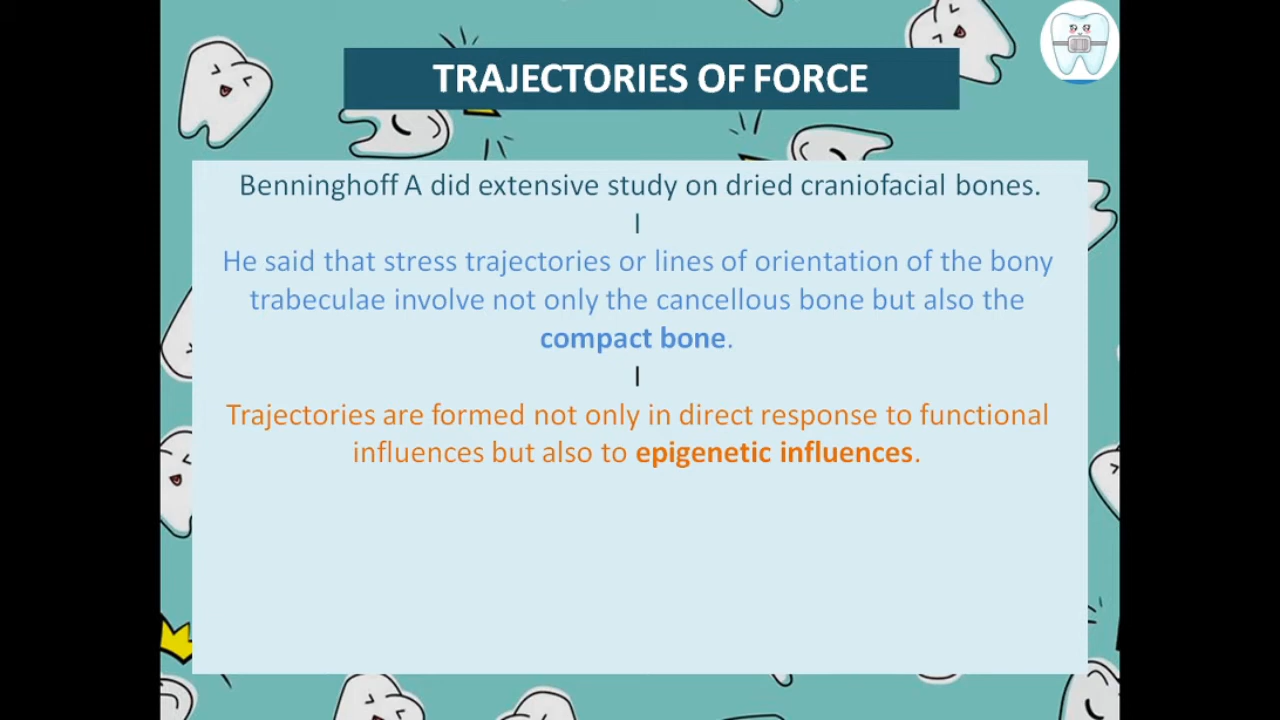 TRAJECTORIES OF FORCE
Benninghoff A did extensive study on dried craniofacial bones.
I
He said that stress trajectories or lines of orientation of the bony
trabeculae involve not only the cancellous bone but also the
compact bone.
I
Trajectories are formed not only in direct response to functional
influences but also to epigenetic influences.